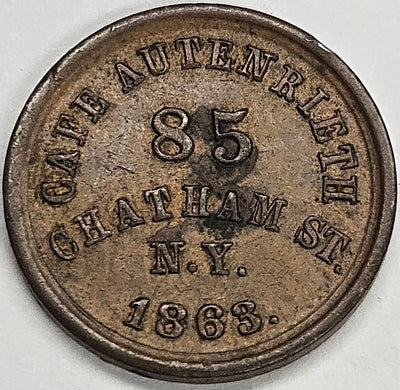 CAFE AUTENRIETH
85
CHATHAM ST.
N.Y.
1863.